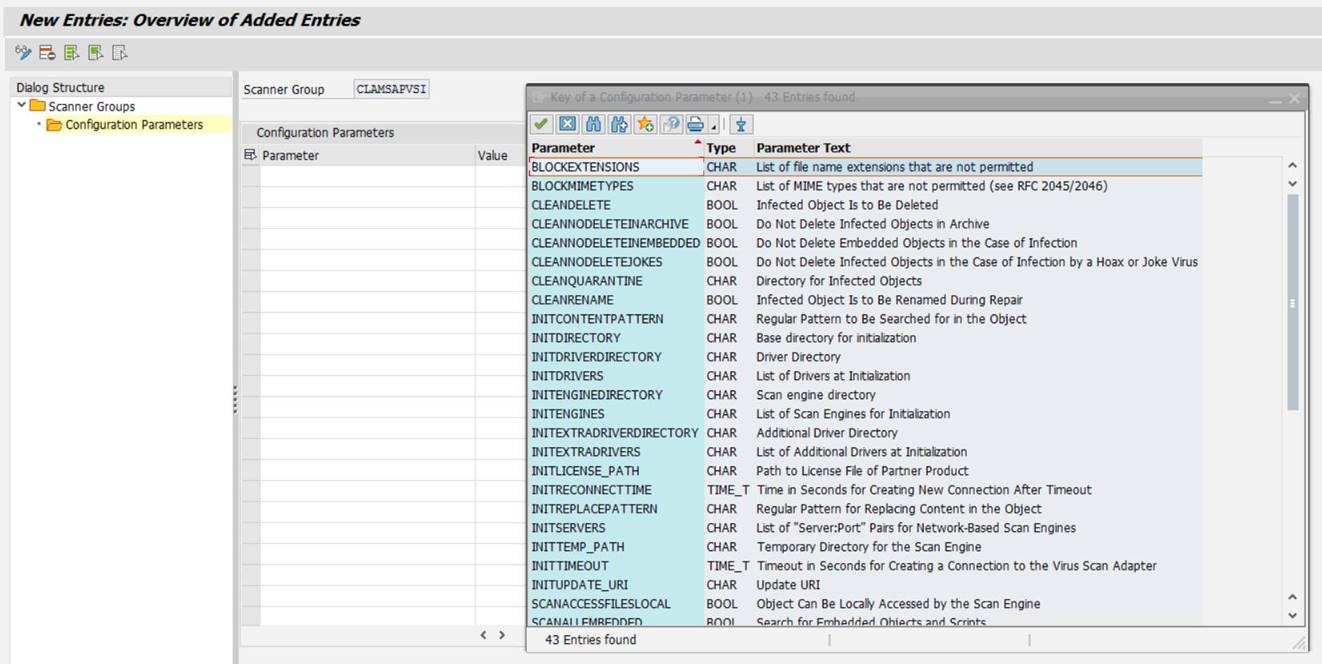 New Entries: Overview of Added Entries
Dialog Structure
Scanner Groups
Configuration Parameters
Scanner Group CLAMSAPVSI
Configuration Parameters
Parameter Value
Key of a Configuration Parameter (1) 43 Entries found
Parameter Type Parameter Text
BLOCKEXTENSIONS CHAR List of file name extensions that are not permitted
BLOCKMIMETYPES CHAR List of MIME types that are not permitted (see RFC 2045/2046)
CLEANDELETE BOOL Infected Object Is to Be Deleted
CLEANNODELETEINARCHIVE BOOL Do Not Delete Infected Objects in Archive
CLEANNODELETEINEMBEDDED BOOL Do Not Delete Embedded Objects in the Case of Infection
CLEANNODELETEJOKES BOOL Do Not Delete Infected Objects in the Case of Infection by a Hoax or Joke Virus
CLEANQUARANTINE CHAR Directory for Infected Objects
CLEANRENAME BOOL Infected Object Is to Be Renamed During Repair
INITCONTENTPATTERN CHAR Regular Pattern to Be Searched for in the Object
INITDIRECTORY CHAR Base directory for initialization
INITDRIVERDIRECTORY CHAR Driver Directory
INITDRIVERS CHAR List of Drivers at Initialization
INITENGINEDIRECTORY CHAR Scan engine directory
INITENGINES CHAR List of Scan Engines for Initialization
INITEXTRADRIVERDIRECTORY CHAR Additional Driver Directory
INITEXTRADRIVERS CHAR List of Additional Drivers at Initialization
INITLICENSE_PATH CHAR Path to License File of Partner Product
INITRECONNECTTIME TIME_T Time in Seconds for Creating New Connection After Timeout
INITREPLACEPATTERN CHAR Regular Pattern for Replacing Content in the Object
INITSERVERS CHAR List of "Server:Port" Pairs for Network-Based Scan Engines
INITTEMP_PATH CHAR Temporary Directory for the Scan Engine
INITTIMEOUT TIME_T Timeout in Seconds for Creating a Connection to the Virus Scan Adapter
INITUPDATE_URI CHAR Update URI
SCANACCESSFILESLOCAL BOOL Object Can Be Locally Accessed by the Scan Engine
SCANALLEMBEDDED BOOL Search for Embedded Objects and Scripts
43 Entries found